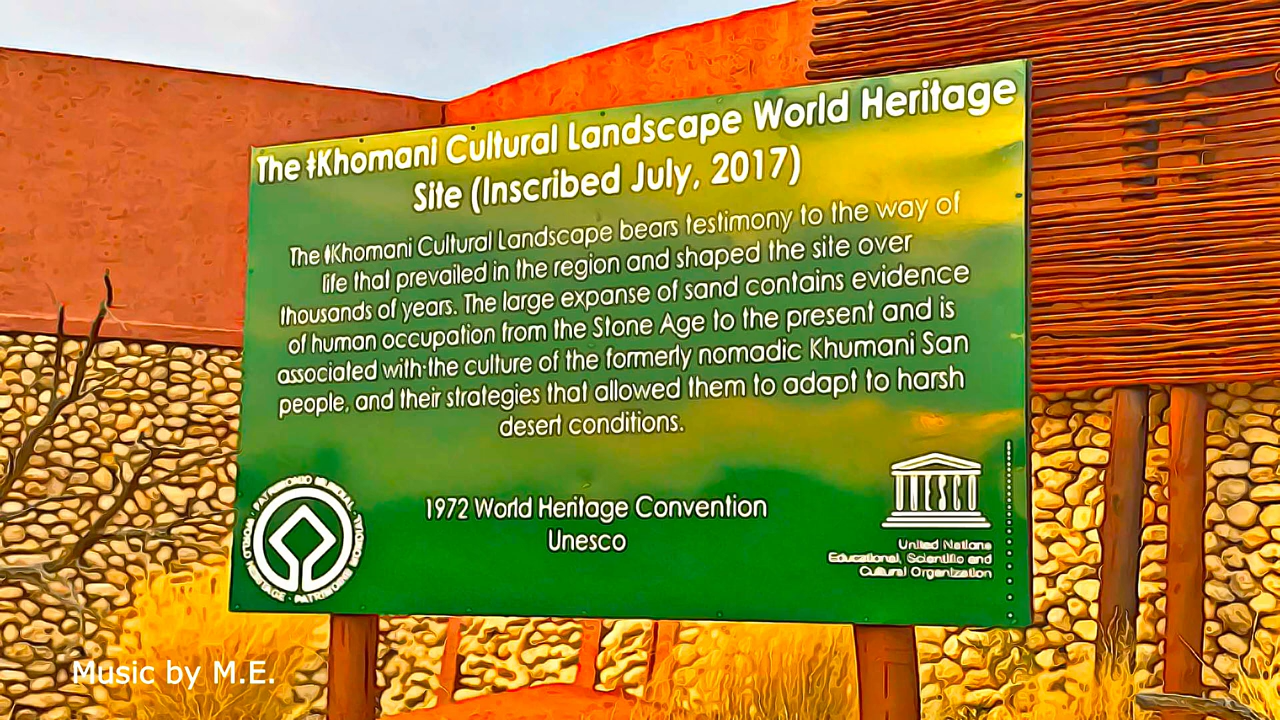 The ǂKhomani Cultural Landscape World Heritage
Site (Inscribed July, 2017)
The ǂKhomani Cultural Landscape bears testimony to the way of
life that prevailed in the region and shaped the site over
thousands of years. The large expanse of sand contains evidence
of human occupation from the Stone Age to the present and is
associated with the culture of the formerly nomadic Khumani San
people, and their strategies that allowed them to adapt to harsh
desert conditions.
1972 World Heritage Convention
Unesco
WORLD HERITAGE · PATRIMOINE MONDIAL · PATRIMONIO MUNDIAL
UNESCO
United Nations
Educational, Scientific and
Cultural Organization
Music by M.E.